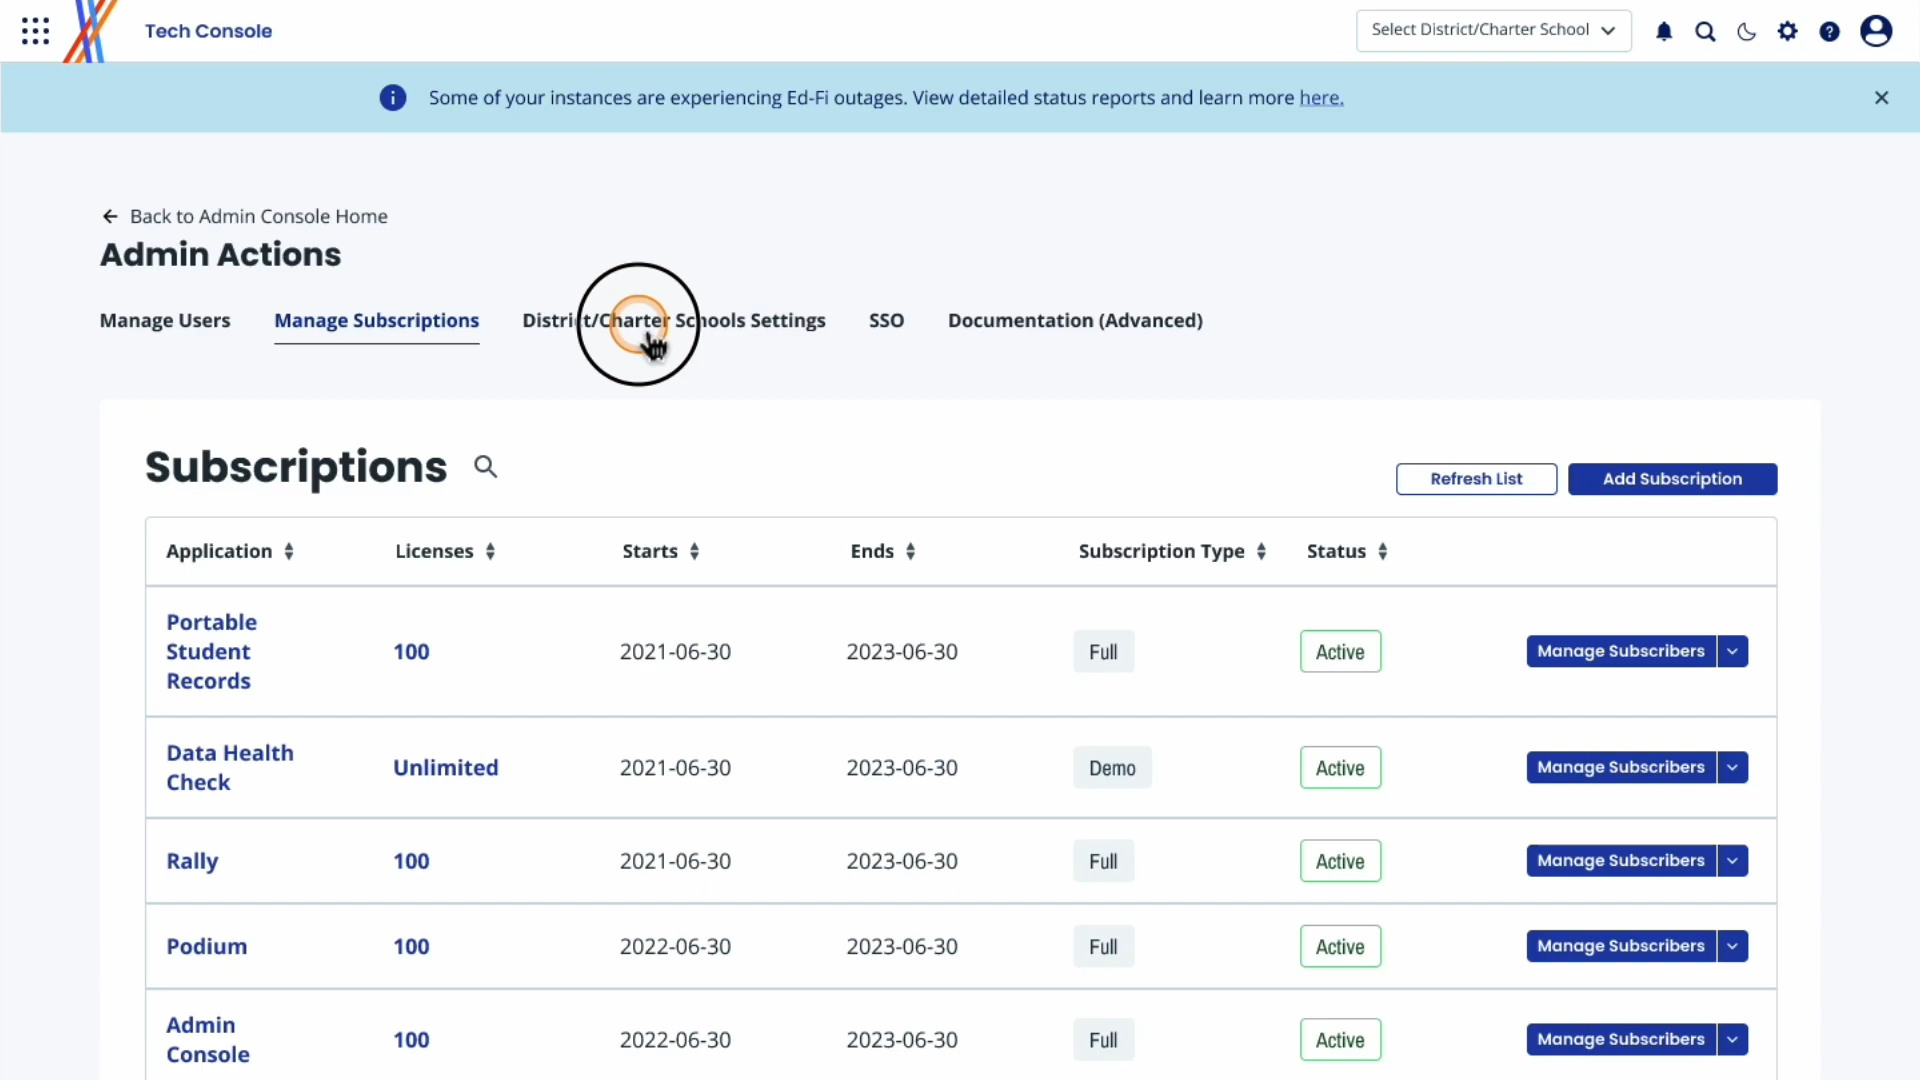 Tech Console
Select District/Charter School
Some of your instances are experiencing Ed-Fi outages. View detailed status reports and learn more here.
Back to Admin Console Home
Admin Actions
Manage Users
Manage Subscriptions
District/Charter Schools Settings
SSO
Documentation (Advanced)
Subscriptions
Refresh List
Add Subscription
Application Licenses Starts Ends Subscription Type Status
Portable
Student
Records
100 2021-06-30 2023-06-30 Full Active Manage Subscribers
Data Health
Check
Unlimited 2021-06-30 2023-06-30 Demo Active Manage Subscribers
Rally 100 2021-06-30 2023-06-30 Full Active Manage Subscribers
Podium 100 2022-06-30 2023-06-30 Full Active Manage Subscribers
Admin
Console
100 2022-06-30 2023-06-30 Full Active Manage Subscribers